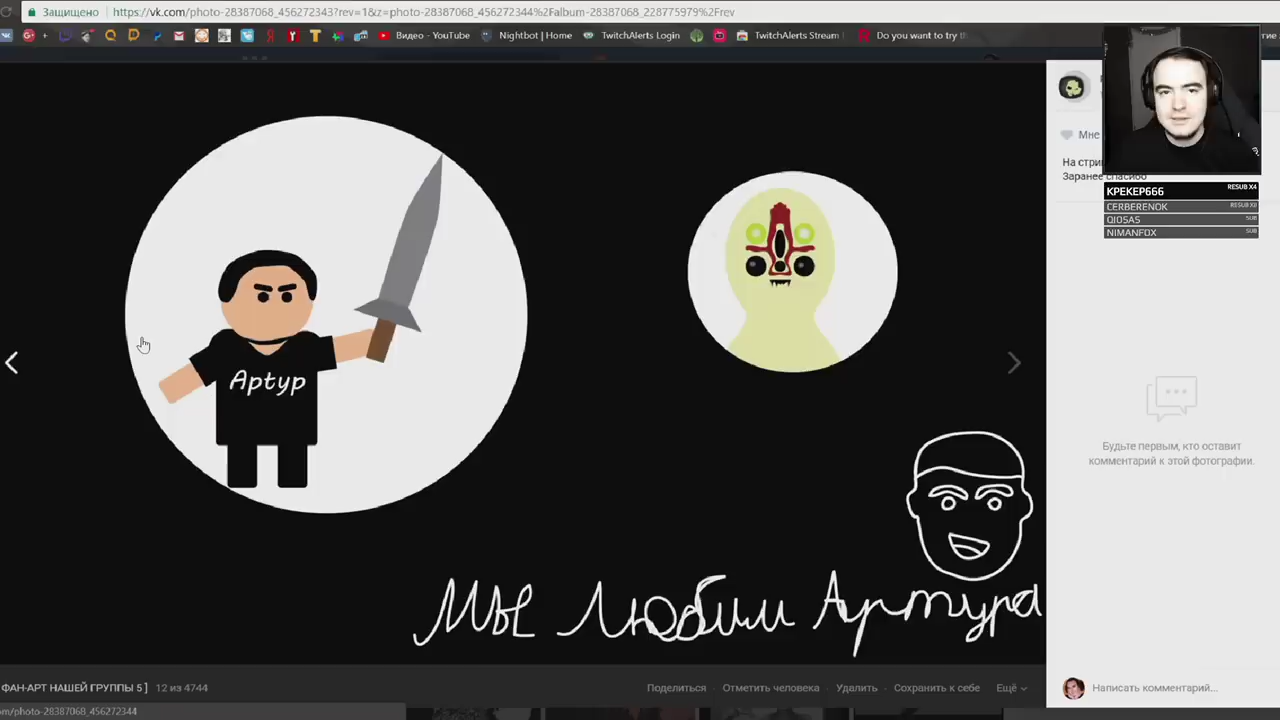 Защищено https://vk.com/photo-28387068_456272343?rev=1&z=photo-28387068_456272344%2Falbum-28387068_228775979%2Frev
Видео - YouTube Nightbot | Home TwitchAlerts Login TwitchAlerts Stream Do you want to try th
Мне
На стри
Заранее спасибо
KPEKEP666 RESUB X4
CERBERENOK RESUB X2
QIOSAS SUB
NIMANFOX SUB
Артур
Будьте первым, кто оставит
комментарий к этой фотографии.
Мы Любим Артура
ФАН-АРТ НАШЕЙ ГРУППЫ 5 ] 12 из 4744
Поделиться Отметить человека Удалить Сохранить к себе Ещё
Написать комментарий...
om/photo-28387068_456272344